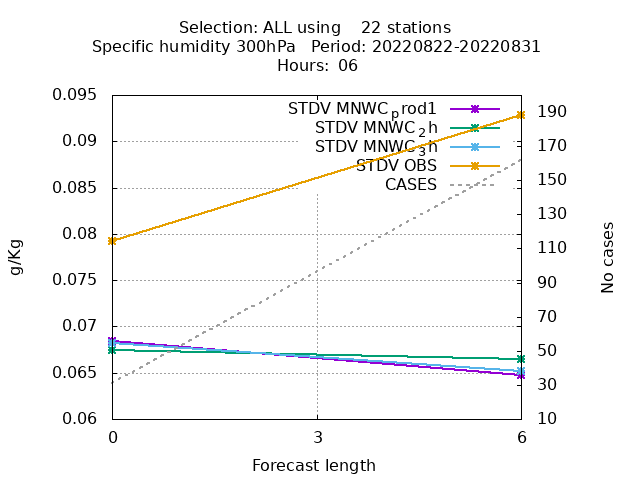 Selection: ALL using    22 stations
Specific humidity 300hPa   Period: 20220822-20220831
Hours: 06
STDV MNWC_prod1
STDV MNWC_2h
STDV MNWC_3h
STDV OBS
CASES
0.095
0.09
0.085
0.08
0.075
0.07
0.065
0.06
g/Kg
190
170
150
130
110
90
70
50
30
10
No cases
0 3 6
Forecast length